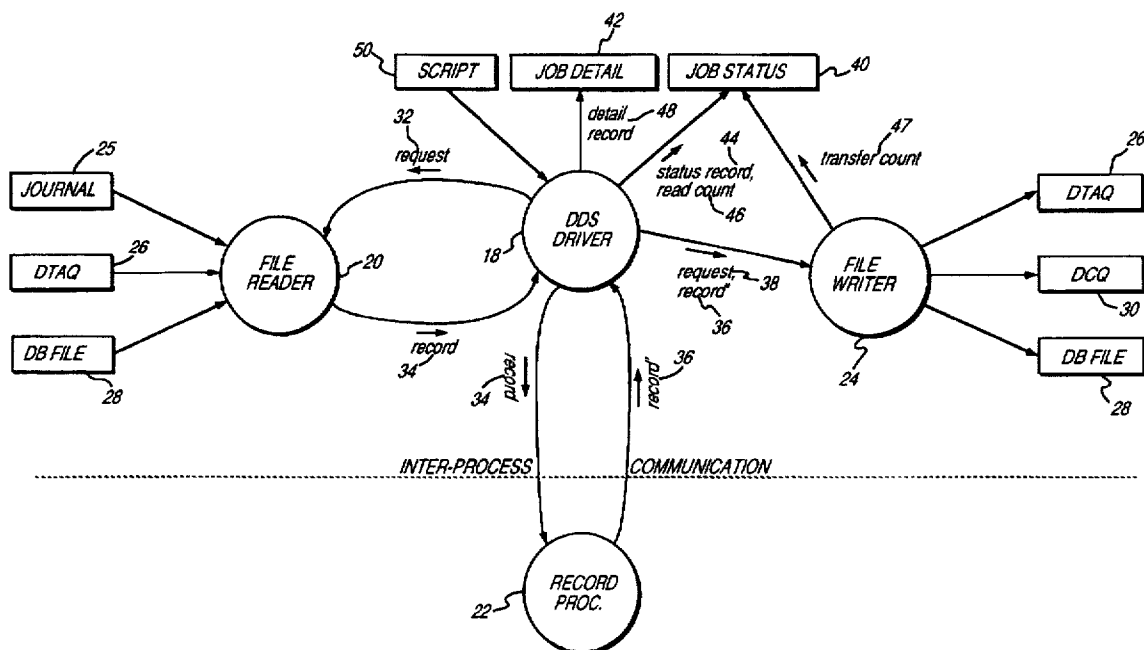 42
50
SCRIPT
JOB DETAIL
JOB STATUS
40
32
request
detail
record
48
44
status record,
read count
46
47
transfer count
25
JOURNAL
26
DTAQ
DB FILE
28
FILE
READER
20
18
DDS
DRIVER
record
34
request,
record"
38
36
FILE
WRITER
24
26
DTAQ
DCQ
30
DB FILE
28
34
record
record"
36
INTER-PROCESS COMMUNICATION
22
RECORD
PROC.